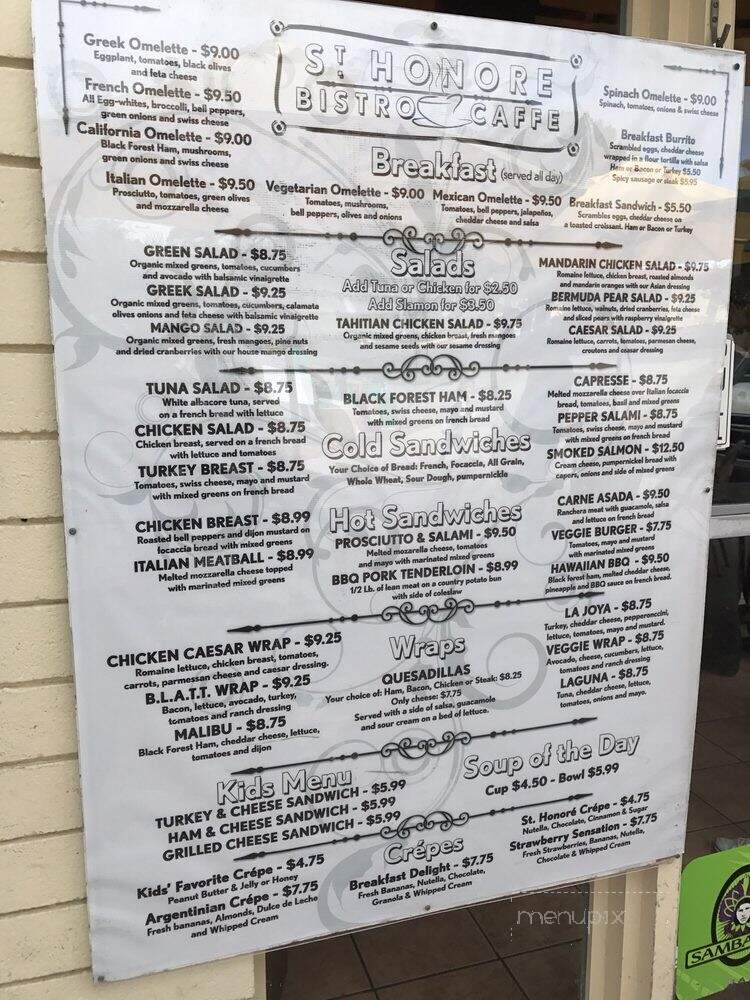 ST. HONORE
BISTRO CAFFE
Greek Omelette - $9.00
Eggplant, tomatoes, black olives
and feta cheese
French Omelette - $9.50
All Egg-whites, broccoli, bell peppers,
green onions and swiss cheese
California Omelette - $9.00
Black Forest Ham, mushrooms,
green onions and swiss cheese
Italian Omelette - $9.50
Prosciutto, tomatoes, green olives
and mozzarella cheese
Breakfast (served all day)
Vegetarian Omelette - $9.00
Tomatoes, mushrooms,
bell peppers, olives and onions
Mexican Omelette - $9.50
Tomatoes, bell peppers, jalapeños,
cheddar cheese and salsa
Spinach Omelette - $9.00
Spinach, tomatoes, onions & swiss cheese
Breakfast Burrito
Scrambled eggs, cheddar cheese
wrapped in a flour tortilla with salsa
Ham or Bacon or Turkey $5.50
Spicy sausage or steak $5.95
Breakfast Sandwich - $5.50
Scrambles eggs, cheddar cheese on
a toasted croissant. Ham or Bacon or Turkey
Salads
Add Tuna or Chicken for $2.50
Add Slamon for $3.50
GREEN SALAD - $8.75
Organic mixed greens, tomatoes, cucumbers
and avocado with balsamic vinaigrette
GREEK SALAD - $9.25
Organic mixed greens, tomatoes, cucumbers, calamata
olives onions and feta cheese with balsamic vinaigrette
MANGO SALAD - $9.25
Organic mixed greens, fresh mangoes, pine nuts
and dried cranberries with our house mango dressing
TAHITIAN CHICKEN SALAD - $9.75
Organic mixed greens, chicken breast, fresh mangoes
and sesame seeds with our sesame dressing
MANDARIN CHICKEN SALAD - $9.75
Romaine lettuce, chicken breast, roasted almonds
and mandarin oranges with our Asian dressing
BERMUDA PEAR SALAD - $9.25
Romaine lettuce, walnuts, dried cranberries, feta cheese
and sliced pears with raspberry vinaigrette
CAESAR SALAD - $9.25
Romaine lettuce, carrots, tomatoes, parmesan cheese,
croutons and ceasar dressing
TUNA SALAD - $8.75
White albacore tuna, served
on a french bread with lettuce
CHICKEN SALAD - $8.75
Chicken breast, served on a french bread
with lettuce and tomatoes
TURKEY BREAST - $8.75
Tomatoes, swiss cheese, mayo and mustard
with mixed greens on french bread
BLACK FOREST HAM - $8.25
Tomatoes, swiss cheese, mayo and mustard
with mixed greens on french bread
Cold Sandwiches
Your Choice of Bread: French, Focaccia, All Grain,
Whole Wheat, Sour Dough, pumpernickle
CAPRESSE - $8.75
Melted mozzarella cheese over Italian focaccia
bread, tomatoes, basil and mixed greens
PEPPER SALAMI - $8.75
Tomatoes, swiss cheese, mayo and mustard
with mixed greens on french bread
SMOKED SALMON - $12.50
Cream cheese, pumpernickel bread with
capers, onions and side of mixed greens
CHICKEN BREAST - $8.99
Roasted bell peppers and dijon mustard on
focaccia bread with mixed greens
ITALIAN MEATBALL - $8.99
Melted mozzarella cheese topped
with marinated mixed greens
Hot Sandwiches
PROSCIUTTO & SALAMI - $9.50
Melted mozarella cheese, tomatoes
and mayo with marinated mixed greens
BBQ PORK TENDERLOIN - $8.99
1/2 Lb. of lean meat on a country potato bun
with side of coleslaw
CARNE ASADA - $9.50
Ranchera meat with guacamole, salsa
and lettuce on french bread
VEGGIE BURGER - $7.75
Tomatoes, mayo and mustard
with marinated mixed greens
HAWAIIAN BBQ - $9.50
Black forest ham, melted cheddar cheese,
pineapple and BBQ sauce on french bread.
CHICKEN CAESAR WRAP - $9.25
Romaine lettuce, chicken breast, tomatoes,
carrots, parmessan cheese and caesar dressing.
B.L.A.T.T. WRAP - $9.25
Bacon, lettuce, avocado, turkey,
tomatoes and ranch dressing
MALIBU - $8.75
Black Forest Ham, cheddar cheese, lettuce,
tomatoes and dijon
Wraps
QUESADILLAS
Your choice of: Ham, Bacon, Chicken or Steak: $8.25
Only cheese: $7.75
Served with a side of salsa, guacamole
and sour cream on a bed of lettuce.
LA JOYA - $8.75
Turkey, cheddar cheese, pepperoncini,
lettuce, tomatoes, mayo and mustard.
VEGGIE WRAP - $8.75
Avocado, cheese, cucumbers, lettuce,
tomatoes and ranch dressing
LAGUNA - $8.75
Tuna, cheddar cheese, lettuce,
tomatoes, onions and mayo.
Kids Menu
TURKEY & CHEESE SANDWICH - $5.99
HAM & CHEESE SANDWICH - $5.99
GRILLED CHEESE SANDWICH - $5.99
Soup of the Day
Cup $4.50 - Bowl $5.99
Crépes
Kids' Favorite Crépe - $4.75
Peanut Butter & Jelly or Honey
Argentinian Crépe - $7.75
Fresh bananas, Almonds, Dulce de Leche
and Whipped Cream
Breakfast Delight - $7.75
Fresh Bananas, Nutella, Chocolate,
Granola & Whipped Cream
St. Honoré Crépe - $4.75
Nutella, Chocolate, Cinnamon & Sugar
Strawberry Sensation - $7.75
Fresh Strawberries, Bananas, Nutella,
Chocolate & Whipped Cream
menupix